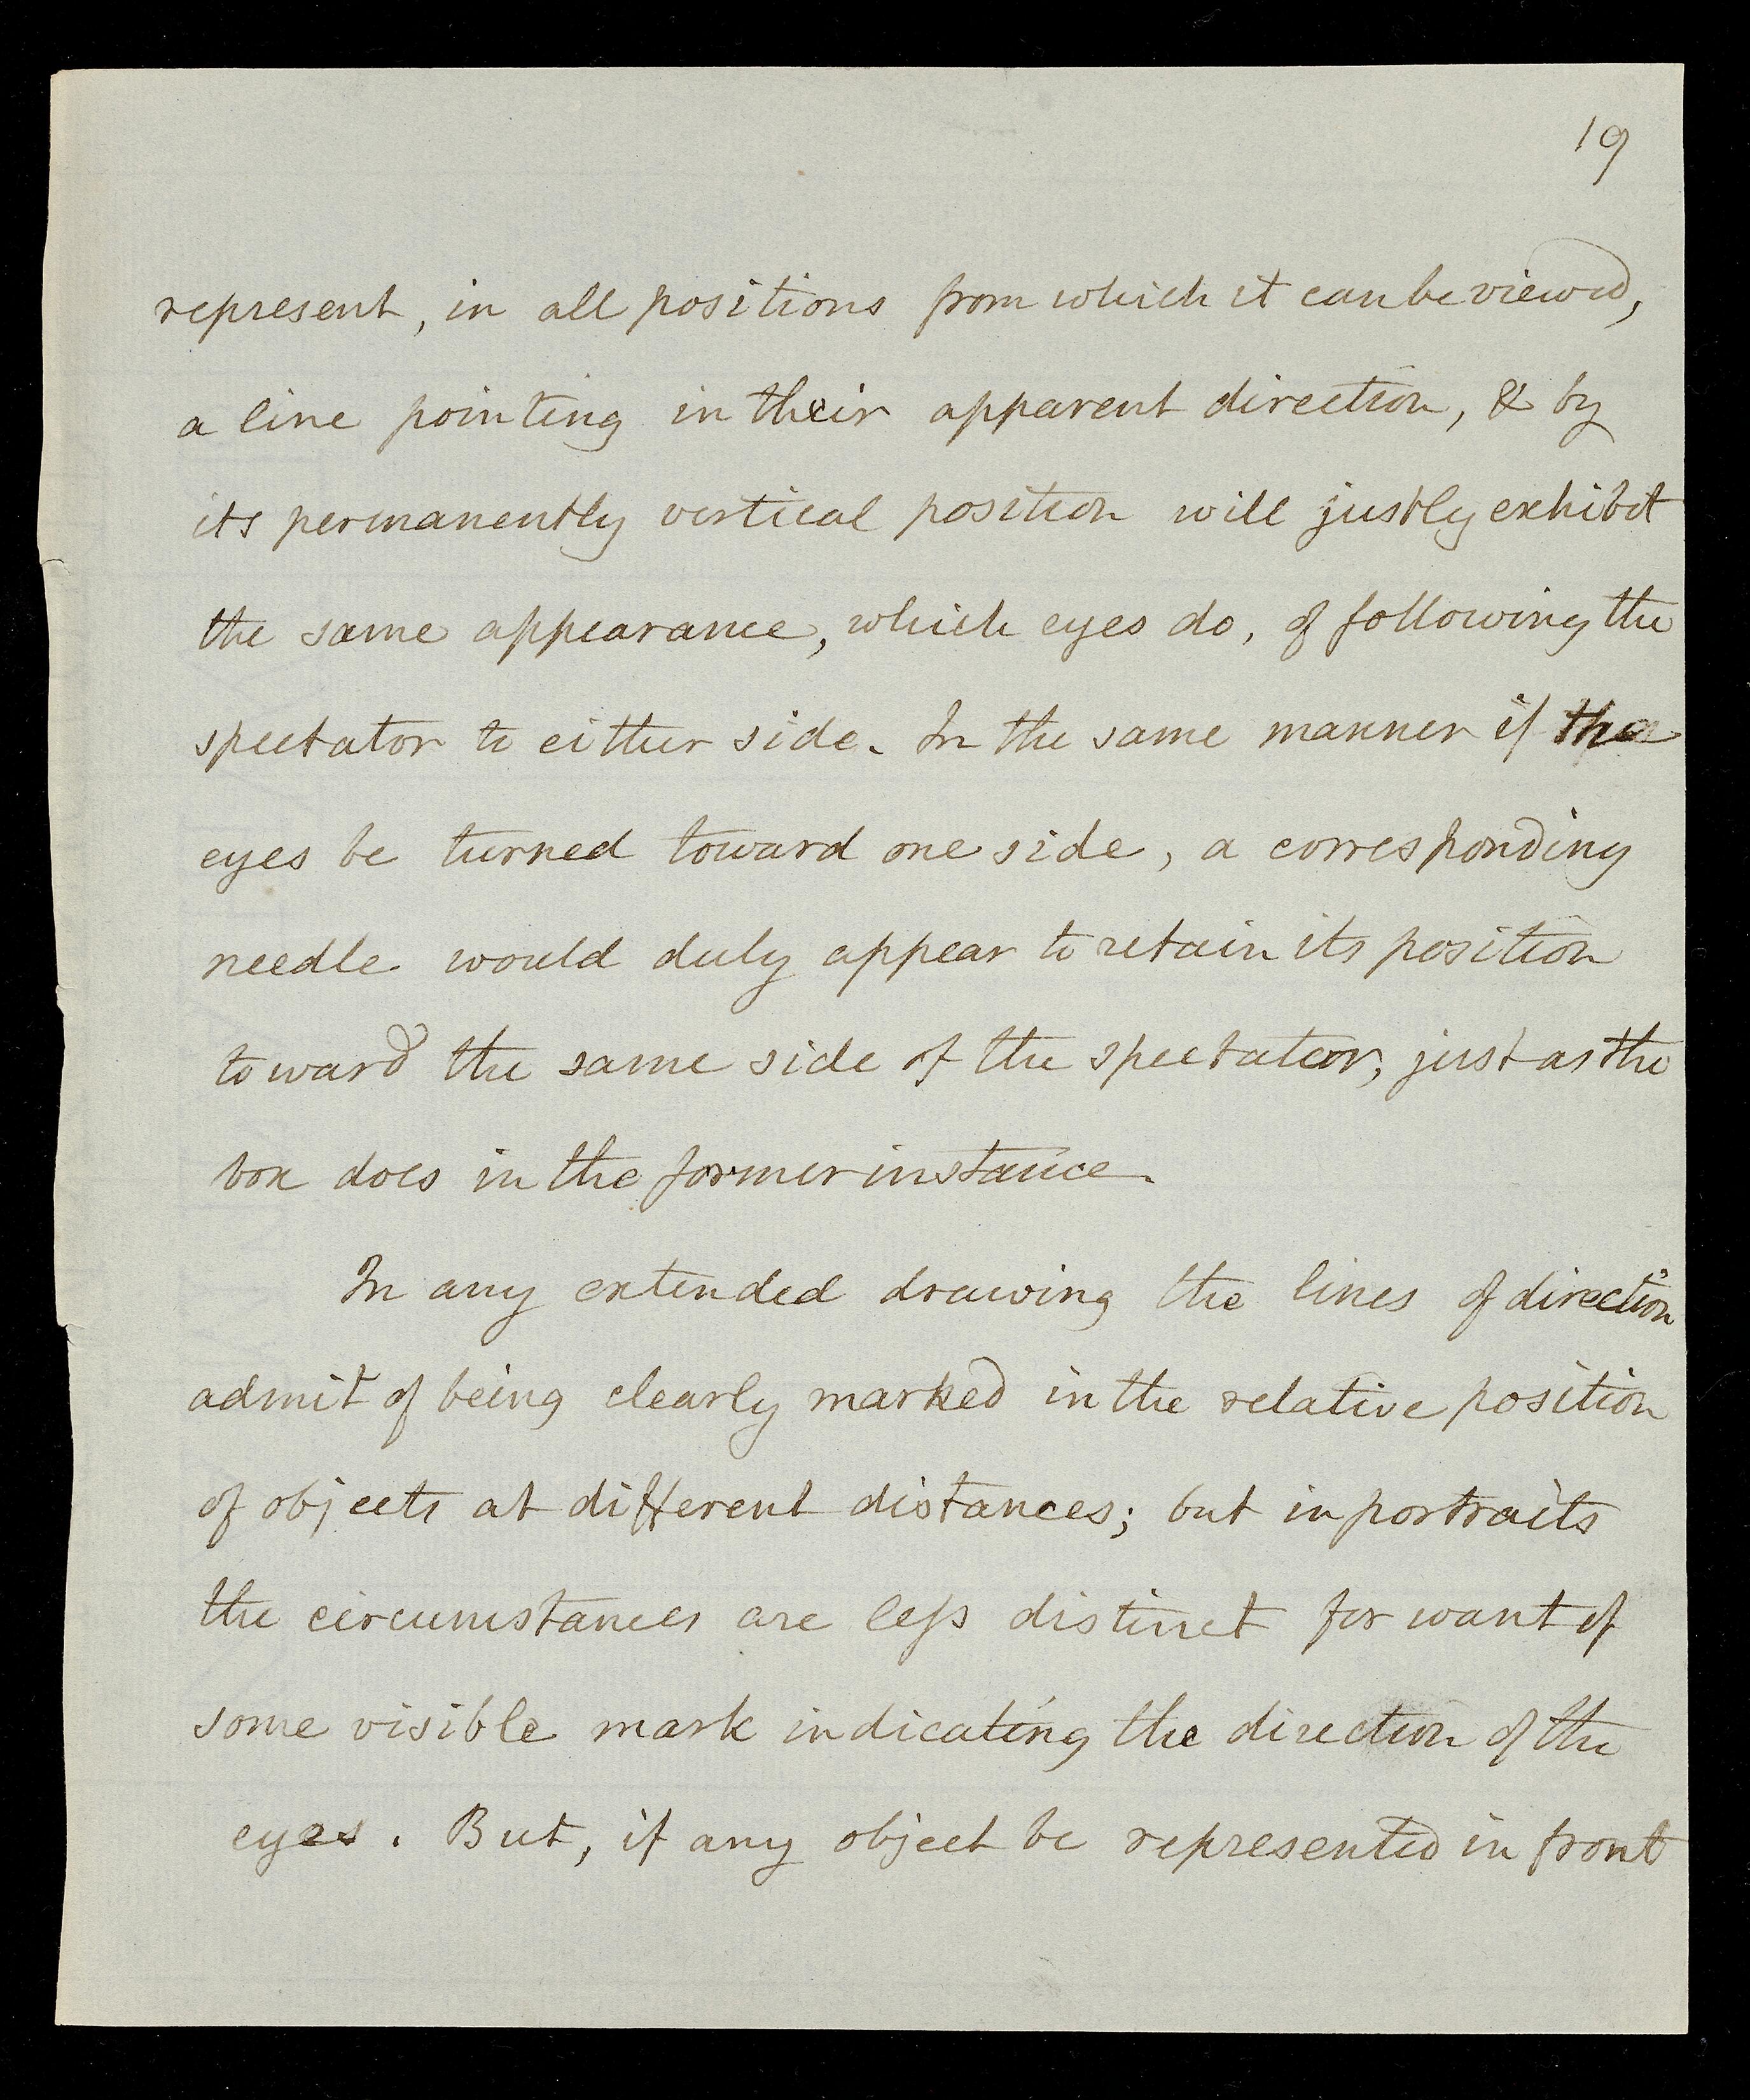 19
represent, in all positions from which it can be viewed,
a line pointing in their apparent direction, & by
its permanently vertical position will justly exhibit
the same appearance, which eyes do, of following the
spectator to either side. In the same manner if the
eyes be turned toward one side, a corresponding
needle would duly appear to retain its position
toward the same side of the spectator, just as the
box does in the former instance.
In any extended drawing the lines of direction
admit of being clearly marked in the relative position
of objects at different distances; but in portraits
the circumstances are leſs distinct for want of
some visible mark indicating the direction of the
eyes. But, if any object be represented in front